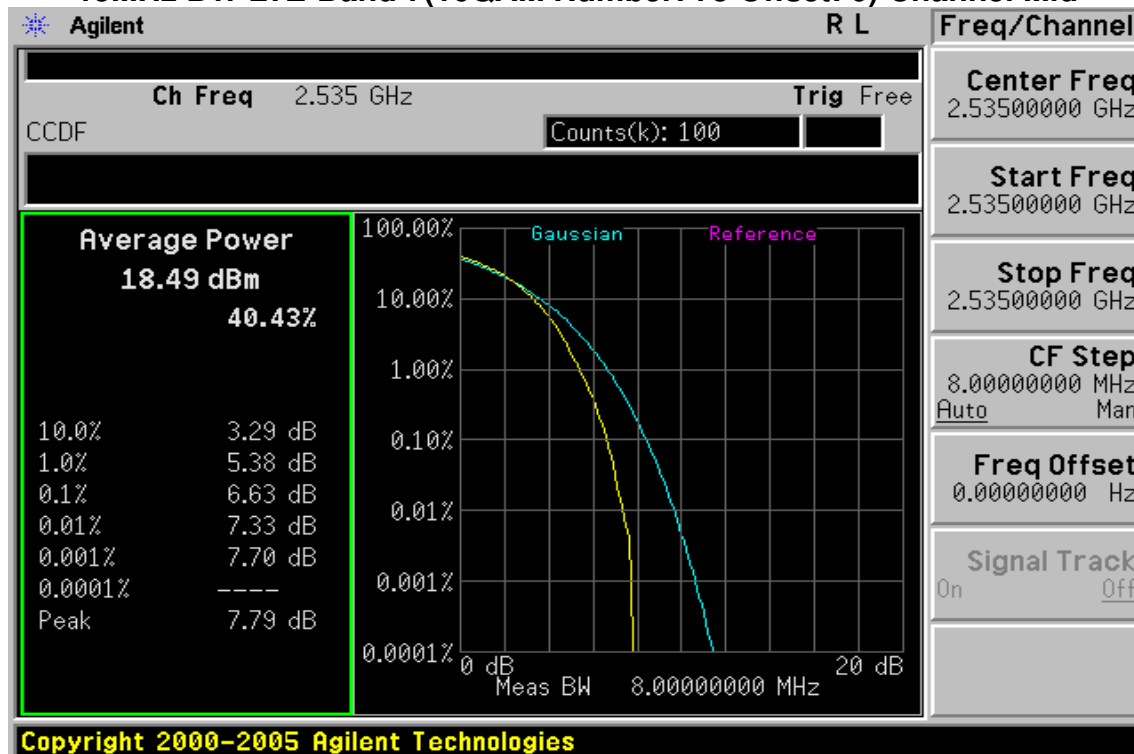 Agilent R L Freq/Channel
Ch Freq 2.535 GHz Trig Free
CCDF Counts(k): 100
Average Power
18.49 dBm
40.43%
10.0% 3.29 dB
1.0% 5.38 dB
0.1% 6.63 dB
0.01% 7.33 dB
0.001% 7.70 dB
0.0001% ----
Peak 7.79 dB
100.00% Gaussian Reference
10.00%
1.00%
0.10%
0.01%
0.001%
0.0001%
0 dB 20 dB
Meas BW 8.00000000 MHz
Center Freq
2.53500000 GHz
Start Freq
2.53500000 GHz
Stop Freq
2.53500000 GHz
CF Step
8.00000000 MHz
Auto Man
Freq Offset
0.00000000 Hz
Signal Track
On Off
Copyright 2000-2005 Agilent Technologies